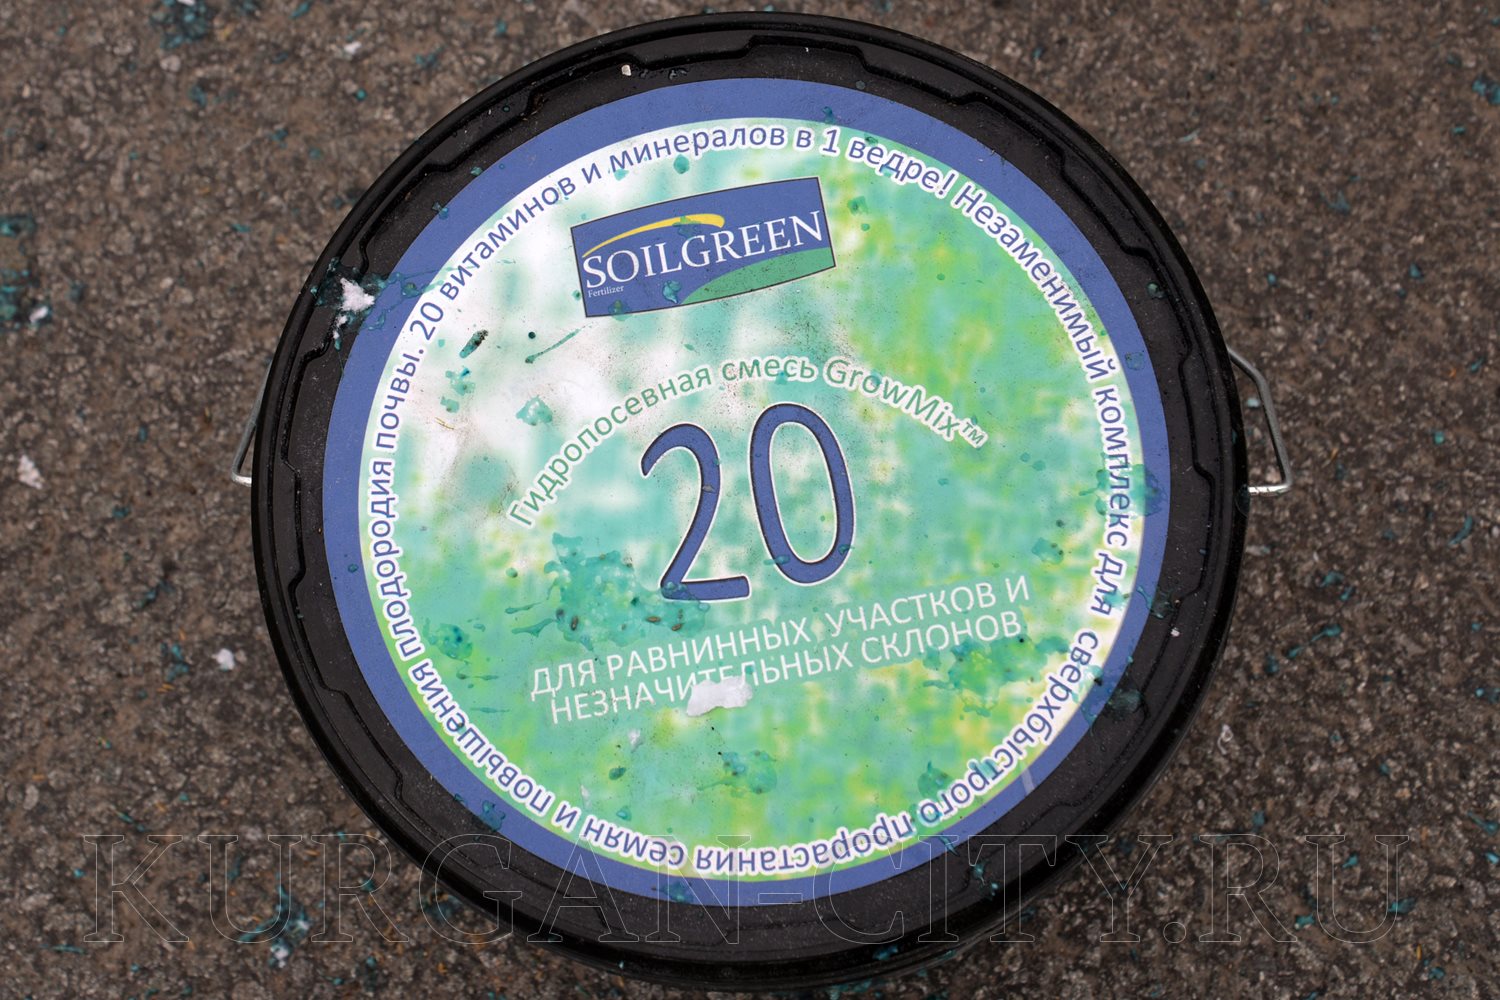 20 витаминов и минералов в 1 ведре! Незаменимый комплекс для сверхбыстрого прорастания семян и повышения плодородия почвы.
SOILGREEN
Fertilizer
Гидропосевная смесь GrowMix™
20
ДЛЯ РАВНИННЫХ УЧАСТКОВ И
НЕЗНАЧИТЕЛЬНЫХ СКЛОНОВ
KURGAN-CITY.RU